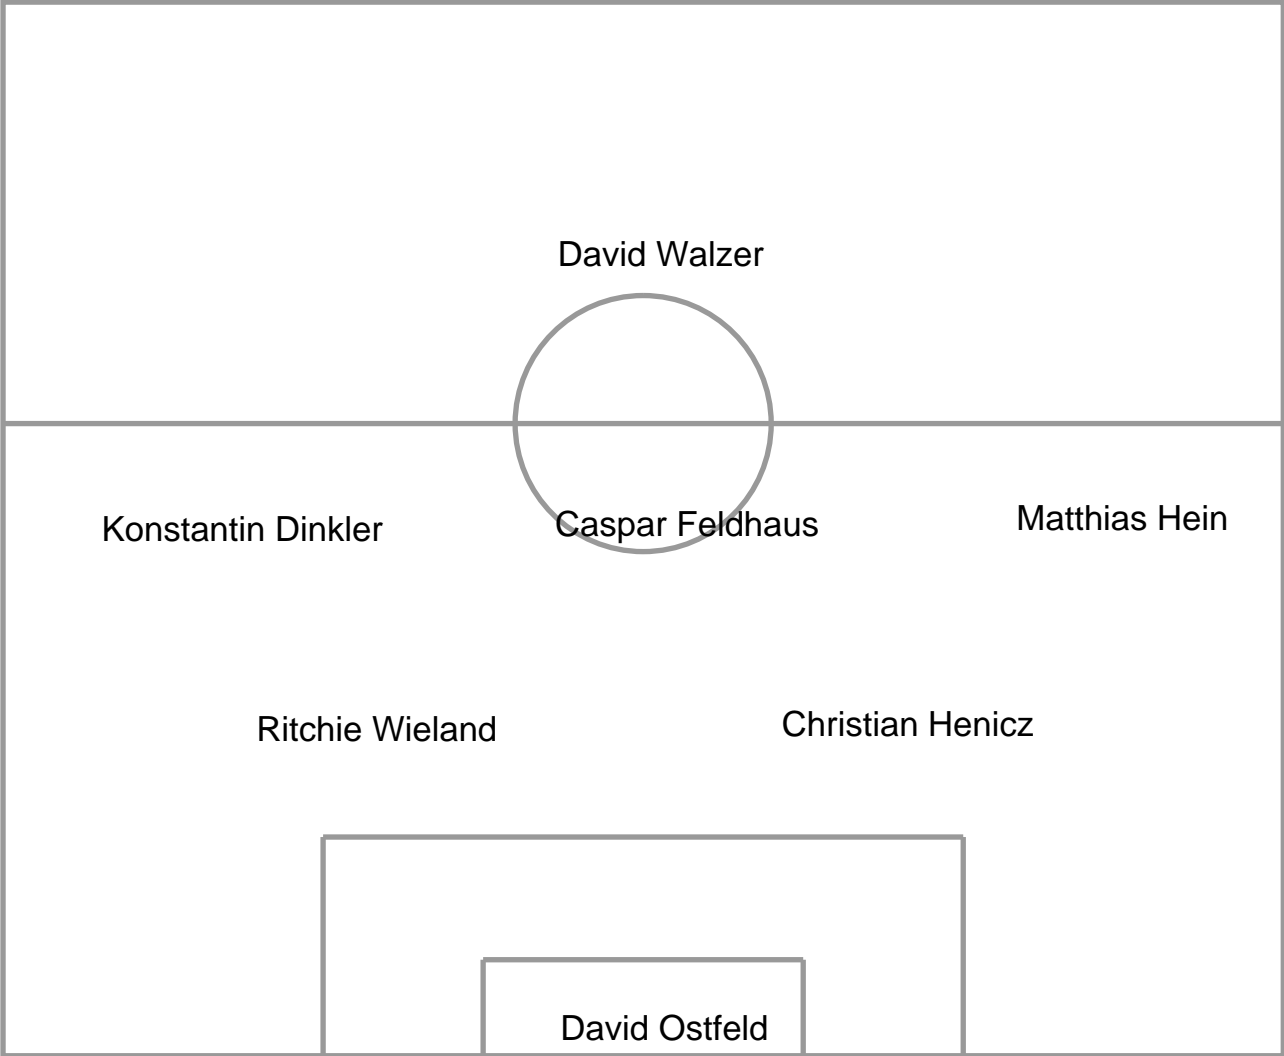 David Walzer
Konstantin Dinkler
Caspar Feldhaus
Matthias Hein
Ritchie Wieland
Christian Henicz
David Ostfeld